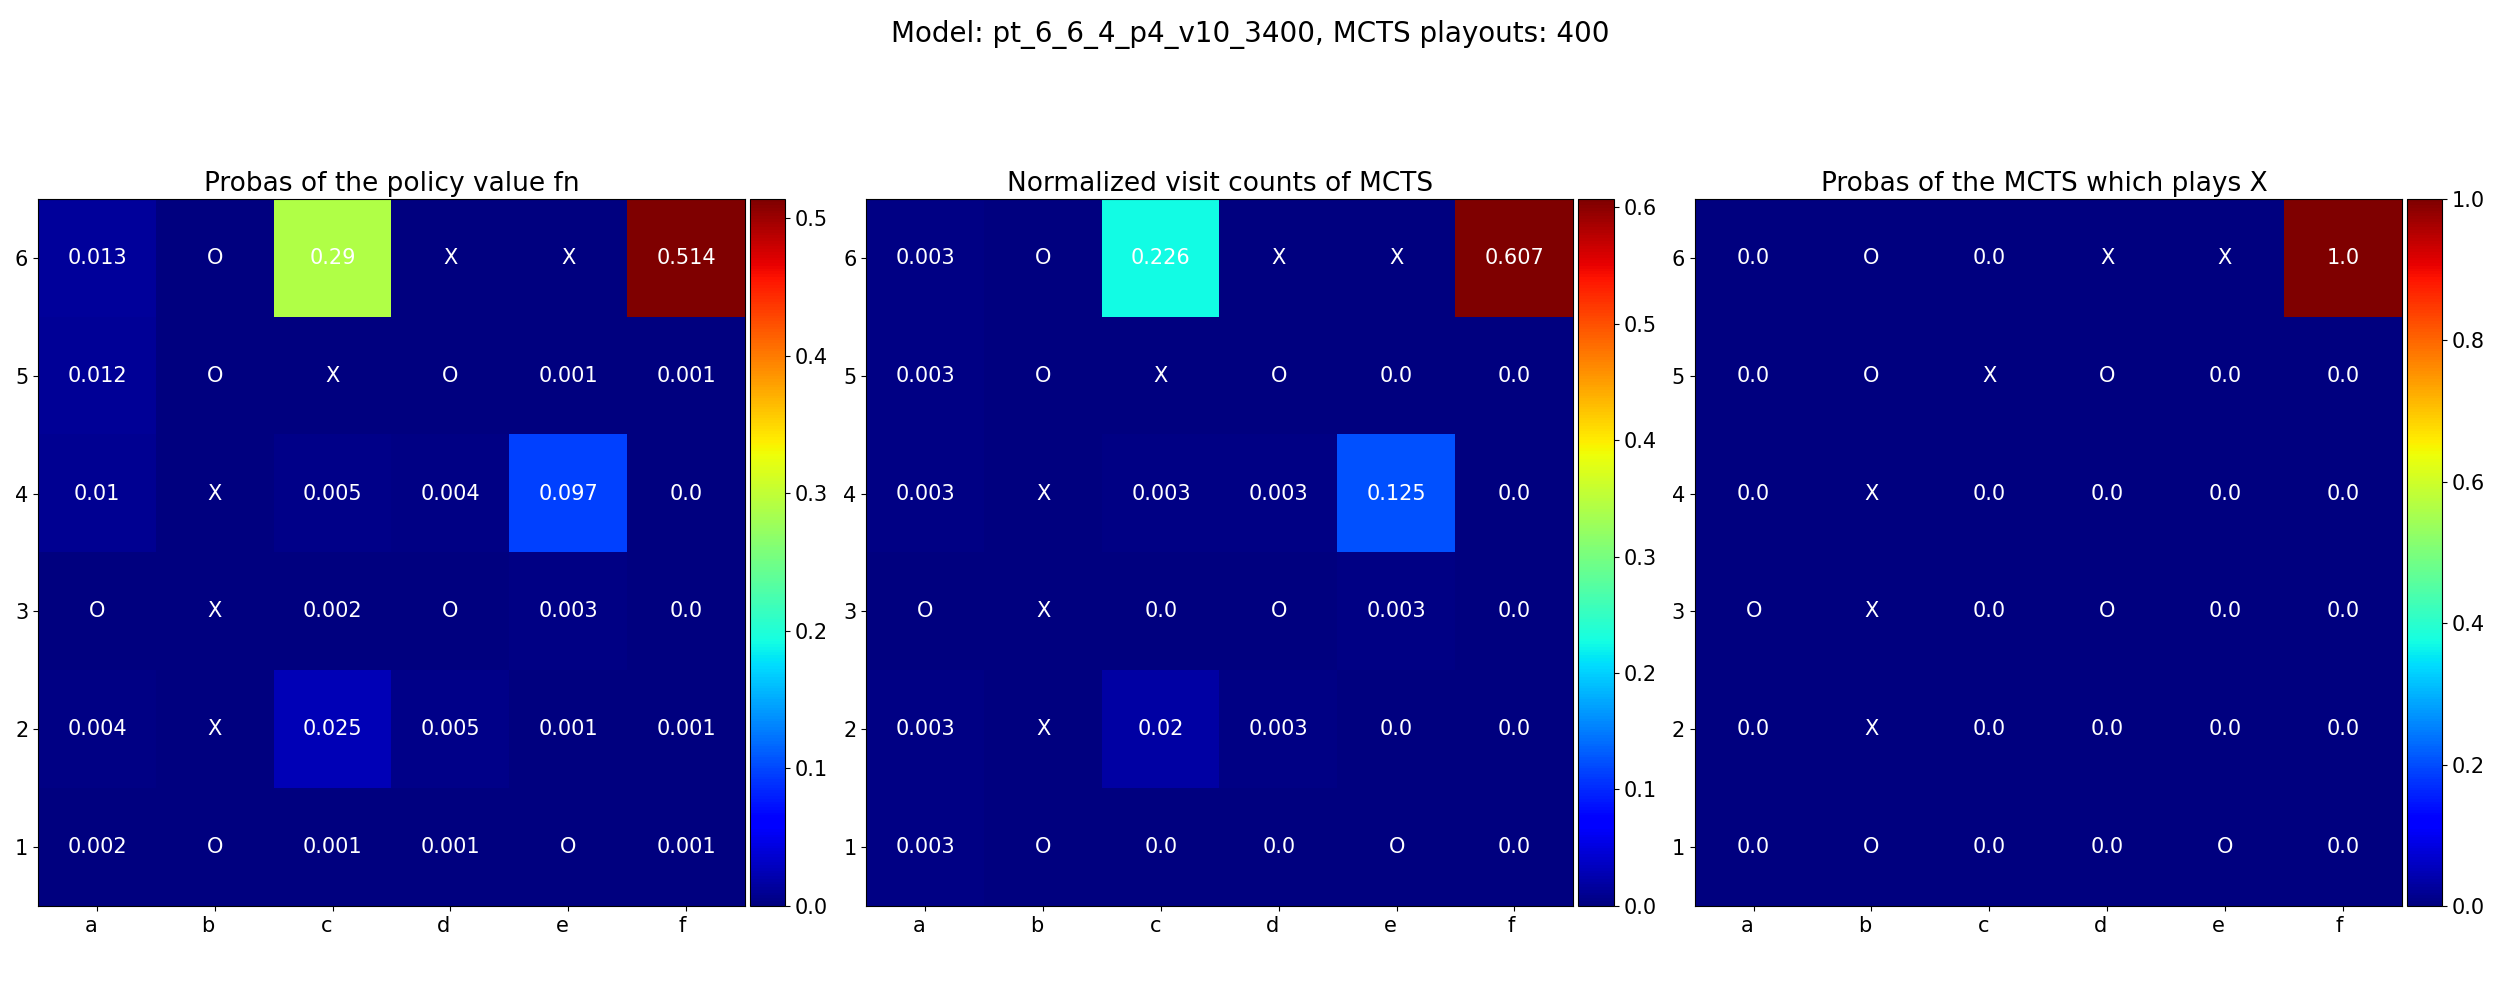 Model: pt_6_6_4_p4_v10_3400, MCTS playouts: 400
Probas of the policy value fn
6 0.013 O 0.29 X X 0.514
5 0.012 O X O 0.001 0.001
4 0.01 X 0.005 0.004 0.097 0.0
3 O X 0.002 O 0.003 0.0
2 0.004 X 0.025 0.005 0.001 0.001
1 0.002 O 0.001 0.001 O 0.001
a b c d e f
0.5
0.4
0.3
0.2
0.1
0.0
Normalized visit counts of MCTS
6 0.003 O 0.226 X X 0.607
5 0.003 O X O 0.0 0.0
4 0.003 X 0.003 0.003 0.125 0.0
3 O X 0.0 O 0.003 0.0
2 0.003 X 0.02 0.003 0.0 0.0
1 0.003 O 0.0 0.0 O 0.0
a b c d e f
0.6
0.5
0.4
0.3
0.2
0.1
0.0
Probas of the MCTS which plays X
6 0.0 O 0.0 X X 1.0
5 0.0 O X O 0.0 0.0
4 0.0 X 0.0 0.0 0.0 0.0
3 O X 0.0 O 0.0 0.0
2 0.0 X 0.0 0.0 0.0 0.0
1 0.0 O 0.0 0.0 O 0.0
a b c d e f
1.0
0.8
0.6
0.4
0.2
0.0